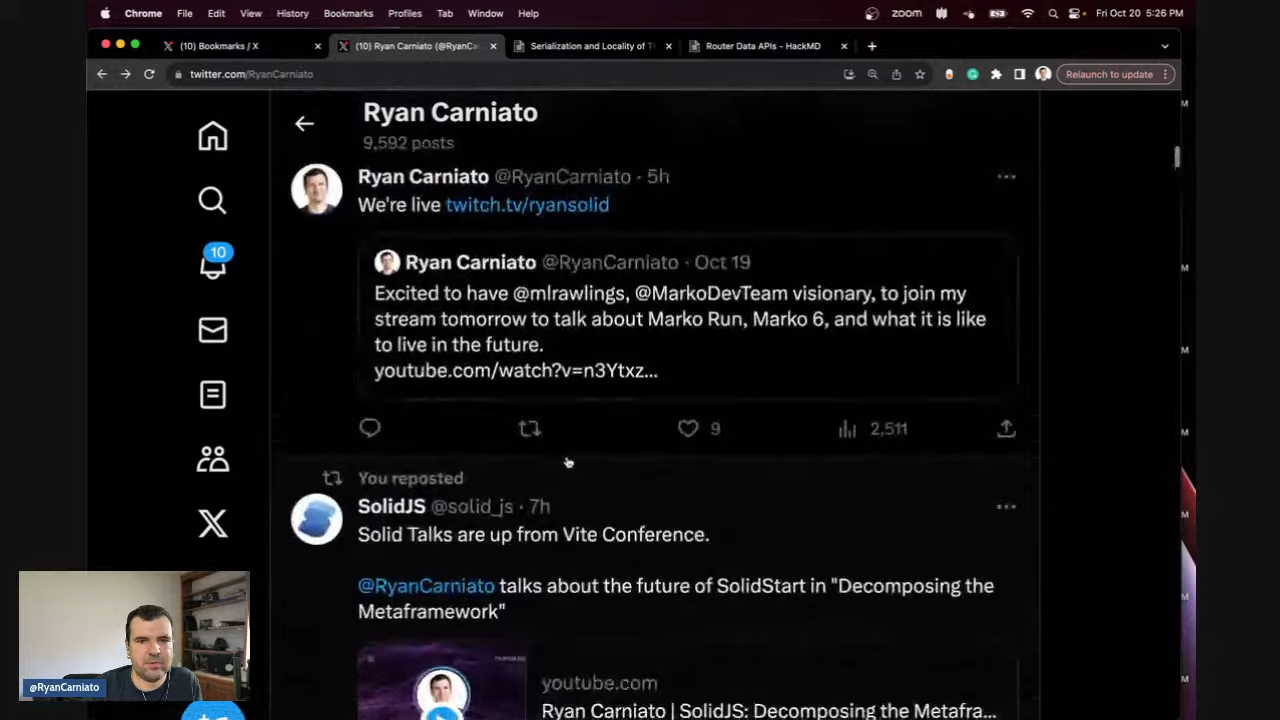 Chrome File Edit View History Bookmarks Profiles Tab Window Help
zoom
Fri Oct 20 5:26 PM
(10) Bookmarks / X
(10) Ryan Carniato (@RyanCar
Serialization and Locality of T
Router Data APIs - HackMD
twitter.com/RyanCarniato
Relaunch to update
Ryan Carniato
9,592 posts
Ryan Carniato @RyanCarniato · 5h
We're live twitch.tv/ryansolid
10
Ryan Carniato @RyanCarniato · Oct 19
Excited to have @mlrawlings, @MarkoDevTeam visionary, to join my
stream tomorrow to talk about Marko Run, Marko 6, and what it is like
to live in the future.
youtube.com/watch?v=n3Ytxz...
9
2,511
You reposted
SolidJS @solid_js · 7h
Solid Talks are up from Vite Conference.
@RyanCarniato talks about the future of SolidStart in "Decomposing the
Metaframework"
youtube.com
Ryan Carniato | SolidJS: Decomposing the Metafra...
@RyanCarniato